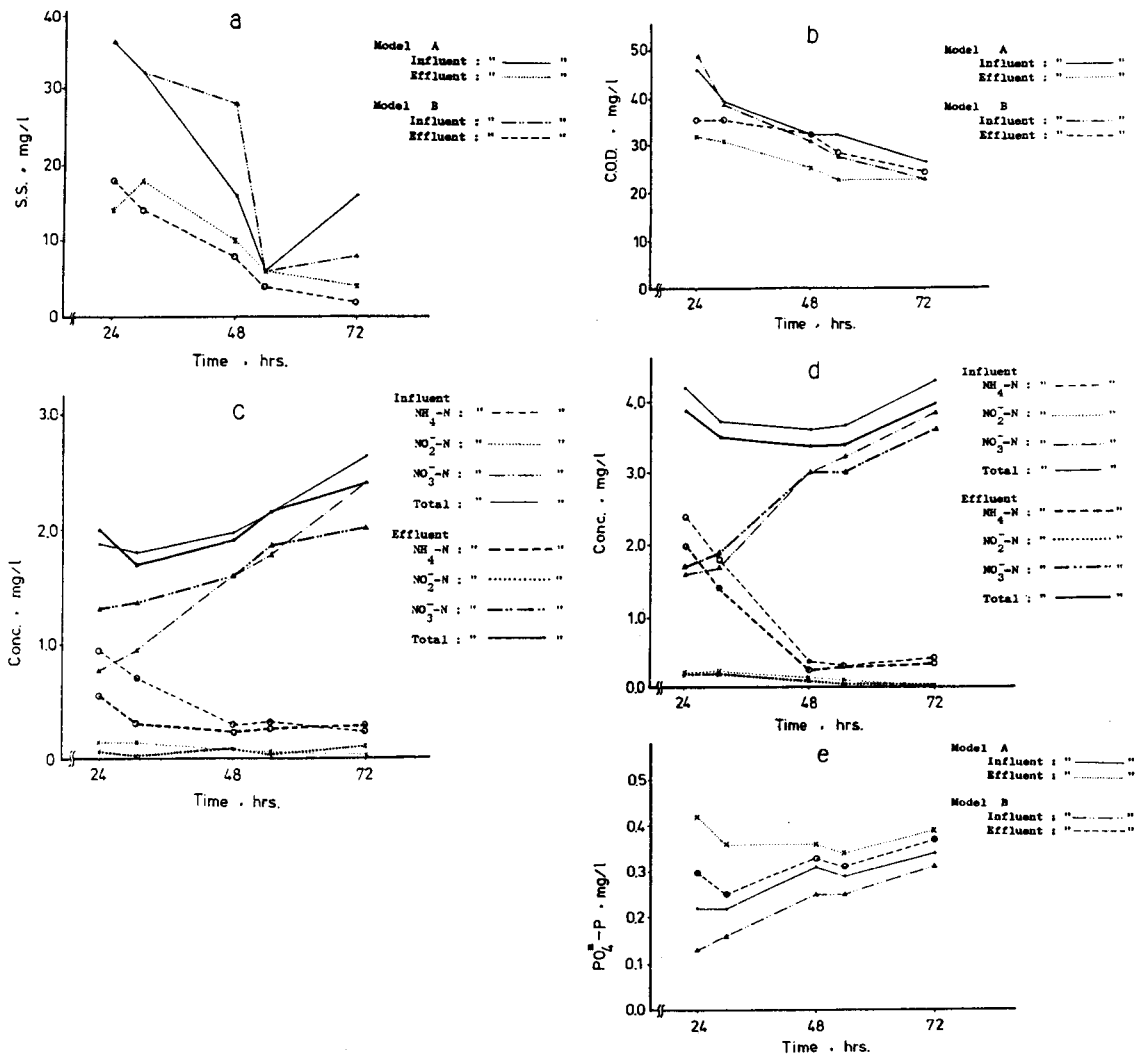 a
40
30
20
10
0
S.S. , mg/l
24 48 72
Time , hrs.
Model A
Influent : " "
Effluent : " "
Model B
Influent : " "
Effluent : " "
b
50
40
30
20
10
0
C.O.D. , mg/l
24 48 72
Time , hrs.
Model A
Influent : " "
Effluent : " "
Model B
Influent : " "
Effluent : " "
c
3.0
2.0
1.0
0
Conc. , mg/l
24 48 72
Time , hrs.
Influent
NH4-N : " "
NO2^- -N : " "
NO3^- -N : " "
Total : " "
Effluent
NH4-N : " "
NO2^- -N : " "
NO3^- -N : " "
Total : " "
d
4.0
3.0
2.0
1.0
0.0
Conc. , mg/l
24 48 72
Time , hrs.
Influent
NH4-N : " "
NO2^- -N : " "
NO3^- -N : " "
Total : " "
Effluent
NH4-N : " "
NO2^- -N : " "
NO3^- -N : " "
Total : " "
e
0.5
0.4
0.3
0.2
0.1
0.0
PO4-P , mg/l
24 48 72
Time , hrs.
Model A
Influent : " "
Effluent : " "
Model B
Influent : " "
Effluent : " "